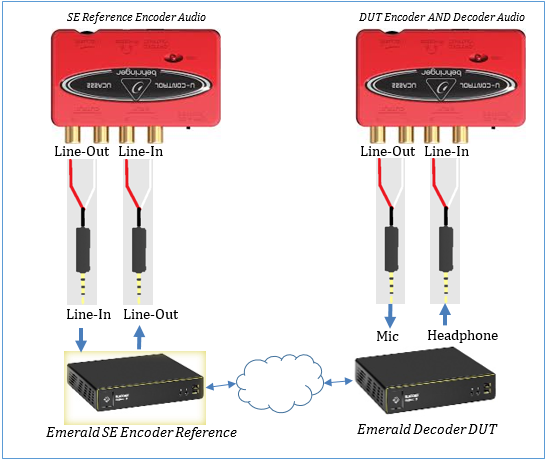 SE Reference Encoder Audio
DUT Encoder AND Decoder Audio
U-CONTROL UCA222
behringer
U-CONTROL UCA222
behringer
Line-Out Line-In
Line-Out Line-In
Line-In Line-Out
Mic Headphone
Emerald SE Encoder Reference
Emerald Decoder DUT